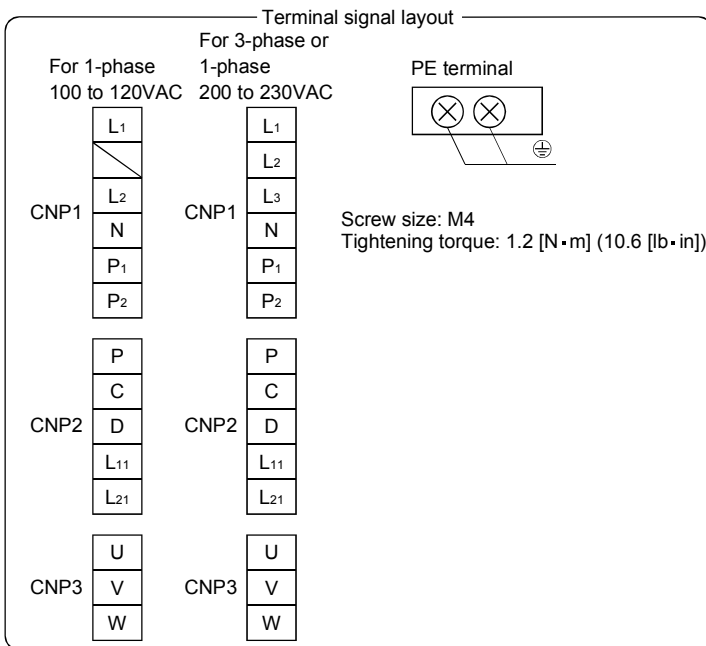 Terminal signal layout
For 1-phase
100 to 120VAC
For 3-phase or
1-phase
200 to 230VAC
PE terminal
CNP1
L1
L2
N
P1
P2
CNP1
L1
L2
L3
N
P1
P2
Screw size: M4
Tightening torque: 1.2 [N▪m] (10.6 [lb▪in])
CNP2
P
C
D
L11
L21
CNP2
P
C
D
L11
L21
CNP3
U
V
W
CNP3
U
V
W